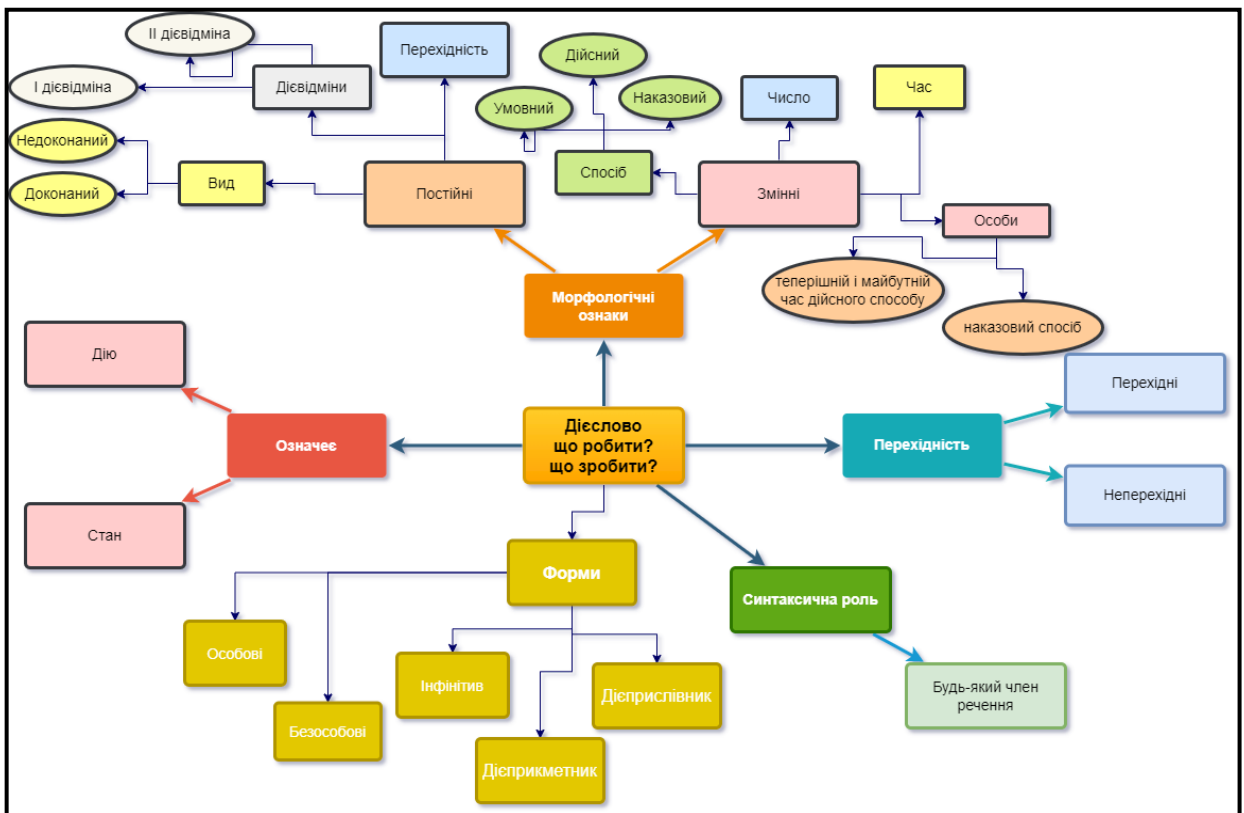 ІІ дієвідміна
Перехідність
Дійсний
І дієвідміна
Дієвідміни
Умовний
Наказовий
Число
Час
Недоконаний
Доконаний
Вид
Постійні
Спосіб
Змінні
Особи
теперішній і майбутній
час дійсного способу
наказовий спосіб
Морфологічні
ознаки
Дію
Означеє
Стан
Дієслово
що робити?
що зробити?
Перехідність
Перехідні
Неперехідні
Форми
Синтаксична роль
Особові
Безособові
Інфінітив
Дієприкметник
Дієприслівник
Будь-який член
речення